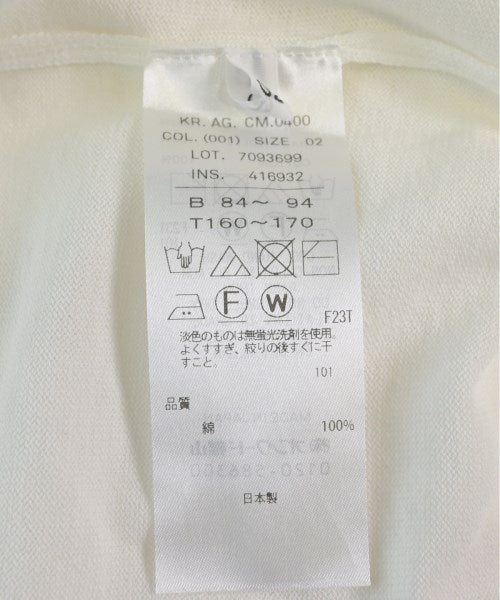 KR. AG. CM.0400
COL. (001) SIZE 02
LOT. 7093699
INS. 416932
B 84～ 94
T160～170
F W
F23T
淡色のものは無蛍光洗剤を使用。
よくすすぎ、絞りの後すぐに干
すこと。
101
品質
綿 100%
日本製